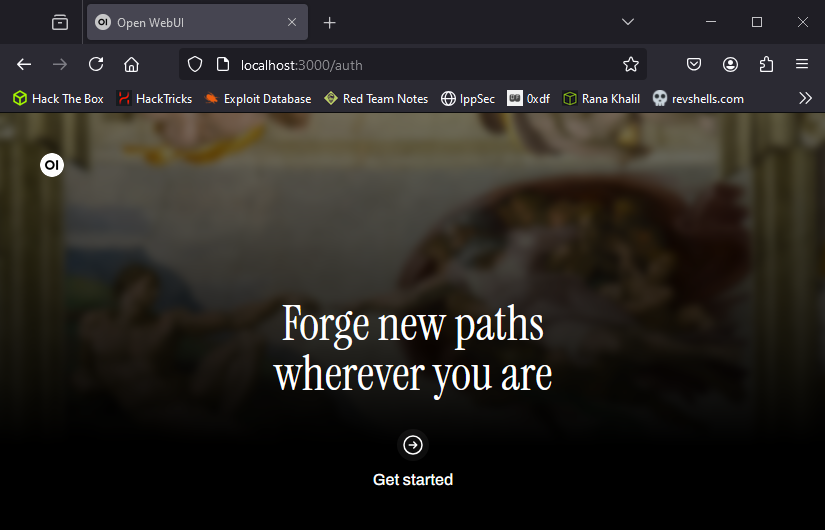 OI Open WebUI
localhost:3000/auth
Hack The Box HackTricks Exploit Database Red Team Notes IppSec 0xdf Rana Khalil revshells.com
OI
Forge new paths
wherever you are
Get started